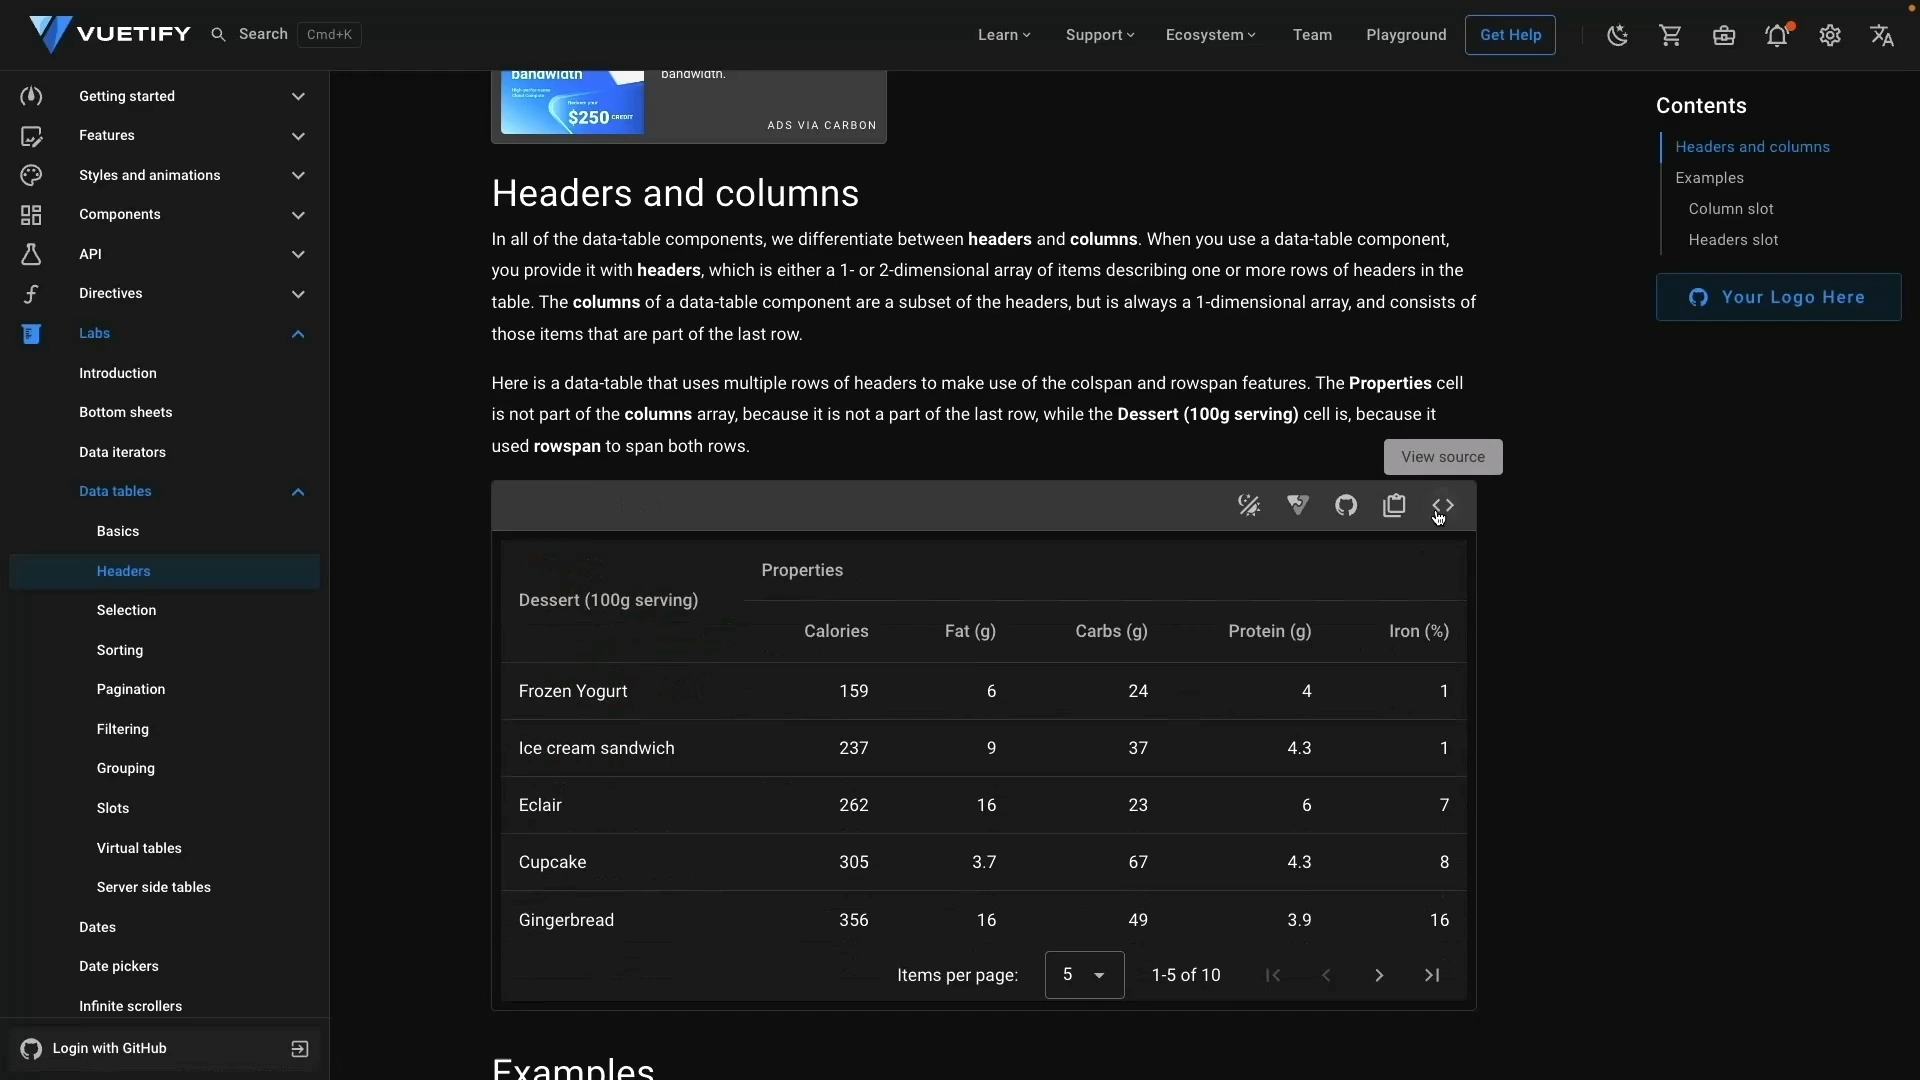 VUETIFY
Search
Cmd+K
Learn
Support
Ecosystem
Team
Playground
Get Help
Getting started
Features
Styles and animations
Components
API
Directives
Labs
Introduction
Bottom sheets
Data iterators
Data tables
Basics
Headers
Selection
Sorting
Pagination
Filtering
Grouping
Slots
Virtual tables
Server side tables
Dates
Date pickers
Infinite scrollers
Login with GitHub
bandwidth
$250 CREDIT
bandwidth.
ADS VIA CARBON
Headers and columns
In all of the data-table components, we differentiate between headers and columns. When you use a data-table component,
you provide it with headers, which is either a 1- or 2-dimensional array of items describing one or more rows of headers in the
table. The columns of a data-table component are a subset of the headers, but is always a 1-dimensional array, and consists of
those items that are part of the last row.
Here is a data-table that uses multiple rows of headers to make use of the colspan and rowspan features. The Properties cell
is not part of the columns array, because it is not a part of the last row, while the Dessert (100g serving) cell is, because it
used rowspan to span both rows.
View source
Properties
Dessert (100g serving)
Calories Fat (g) Carbs (g) Protein (g) Iron (%)
Frozen Yogurt 159 6 24 4 1
Ice cream sandwich 237 9 37 4.3 1
Eclair 262 16 23 6 7
Cupcake 305 3.7 67 4.3 8
Gingerbread 356 16 49 3.9 16
Items per page: 5 1-5 of 10
Examples
Contents
Headers and columns
Examples
Column slot
Headers slot
Your Logo Here